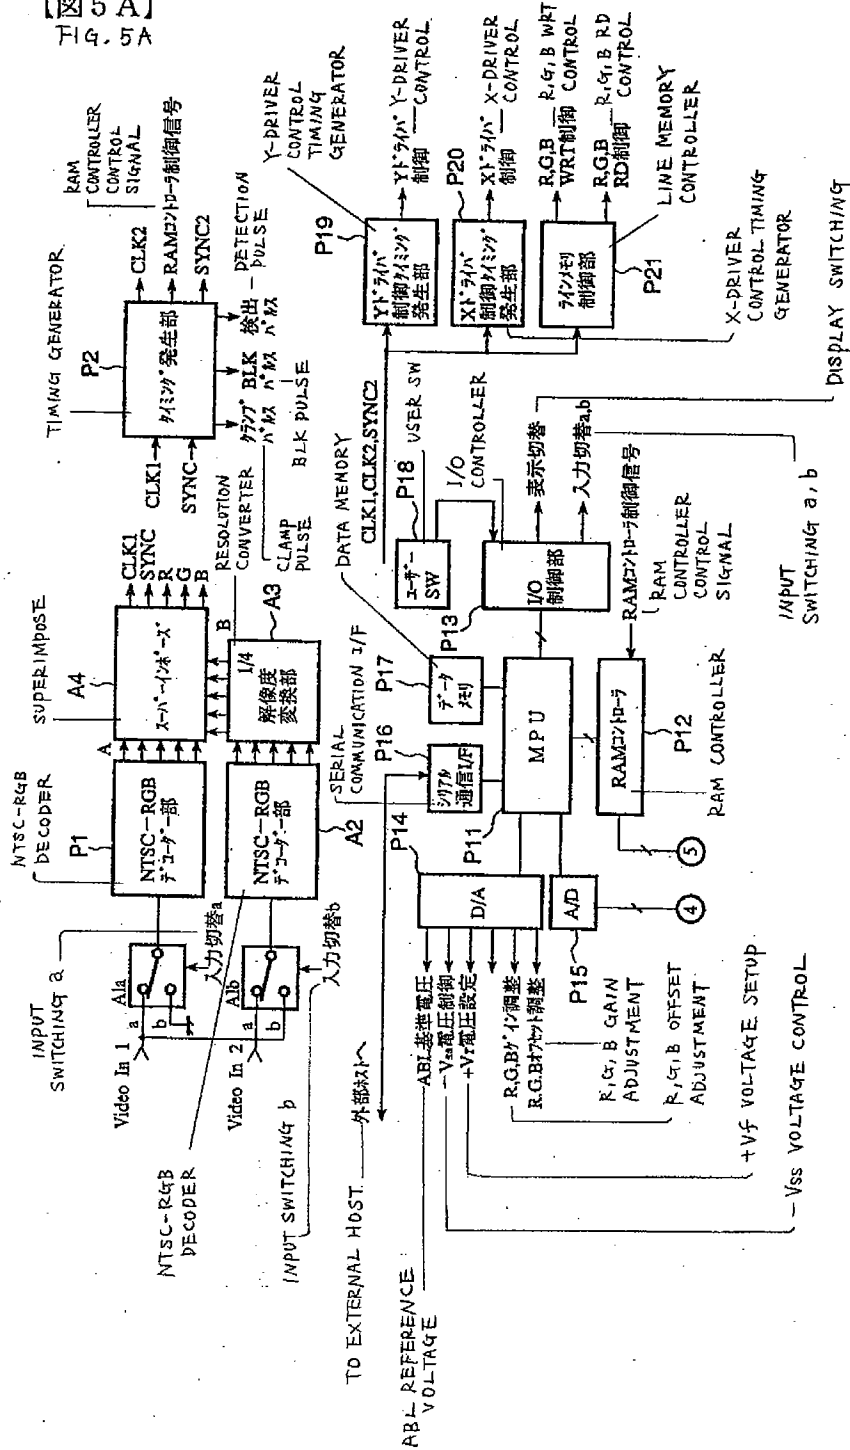 【図5A】
FIG. 5A
NTSC-RGB
DECODER
P1
NTSC-RGB
デコーダー部
A
SUPERIMPOSE
A4
スーパーインポーズ
CLK1
SYNC
R
G
B
TIMING GENERATOR
P2
CLK1
SYNC
タイミング発生部
CLK2
RAMコントローラ制御信号
SYNC2
RAM
CONTROLLER
CONTROL
SIGNAL
クランプ
パルス
BLK
パルス
検出
パルス
DETECTION
PULSE
BLK PULSE
CLAMP
PULSE
INPUT
SWITCHING a
A1a
a
b
Video In 1
入力切替a
A1b
a
b
Video In 2
入力切替b
NTSC-RGB
DECODER
INPUT SWITCHING b
NTSC-RGB
デコーダー部
A2
1/4
解像度
変換部
B
A3
RESOLUTION
CONVERTER
Y-DRIVER
CONTROL
TIMING
GENERATOR
P19
Yドライバ
制御タイミング
発生部
Yドライバ
制御
Y-DRIVER
CONTROL
P20
Xドライバ
制御タイミング
発生部
Xドライバ
制御
X-DRIVER
CONTROL
ラインメモリ
制御部
P21
R,G,B
WRT制御
R,G,B WRT
CONTROL
R,G,B
RD制御
R,G,B RD
CONTROL
LINE MEMORY
CONTROLLER
X-DRIVER
CONTROL TIMING
GENERATOR
CLK1,CLK2,SYNC2
TO EXTERNAL HOST
外部ホストへ
SERIAL
COMMUNICATION I/F
P16
シリアル
通信I/F
DATA MEMORY
P17
データ
メモリ
P18
USER SW
ユーザー
SW
I/O
CONTROLLER
P13
I/O
制御部
表示切替
入力切替a,b
DISPLAY SWITCHING
INPUT
SWITCHING a, b
P14
D/A
P11
MPU
ABL REFERENCE
VOLTAGE
ABL基準電圧
-Vss電圧制御
+Vf電圧設定
R,G,Bゲイン調整
R,G,Bオフセット調整
P15
A/D
4
5
RAMコントローラ
P12
RAM CONTROLLER
RAMコントローラ制御信号
RAM
CONTROLLER
CONTROL
SIGNAL
R, G, B GAIN
ADJUSTMENT
R, G, B OFFSET
ADJUSTMENT
+Vf VOLTAGE SETUP
-Vss VOLTAGE CONTROL